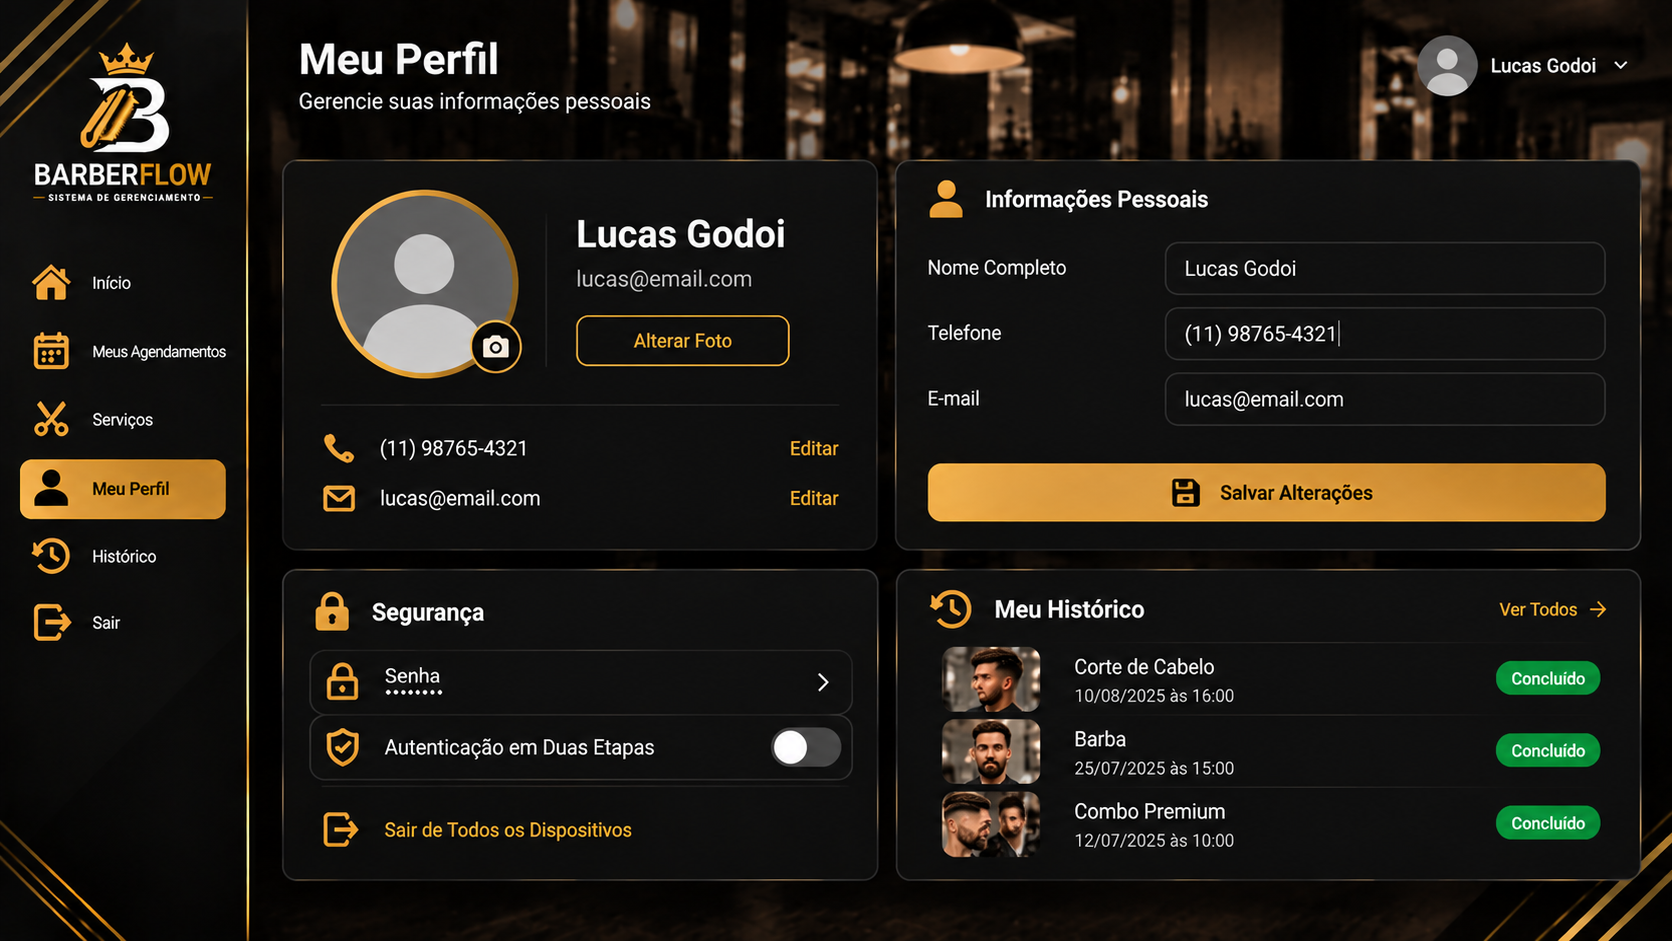 BARBERFLOW
SISTEMA DE GERENCIAMENTO
Início
Meus Agendamentos
Serviços
Meu Perfil
Histórico
Sair
Meu Perfil
Gerencie suas informações pessoais
Lucas Godoi
Lucas Godoi
lucas@email.com
Alterar Foto
(11) 98765-4321 Editar
lucas@email.com Editar
Informações Pessoais
Nome Completo Lucas Godoi
Telefone (11) 98765-4321
E-mail lucas@email.com
Salvar Alterações
Segurança
Senha
Autenticação em Duas Etapas
Sair de Todos os Dispositivos
Meu Histórico Ver Todos
Corte de Cabelo
10/08/2025 às 16:00
Concluído
Barba
25/07/2025 às 15:00
Concluído
Combo Premium
12/07/2025 às 10:00
Concluído